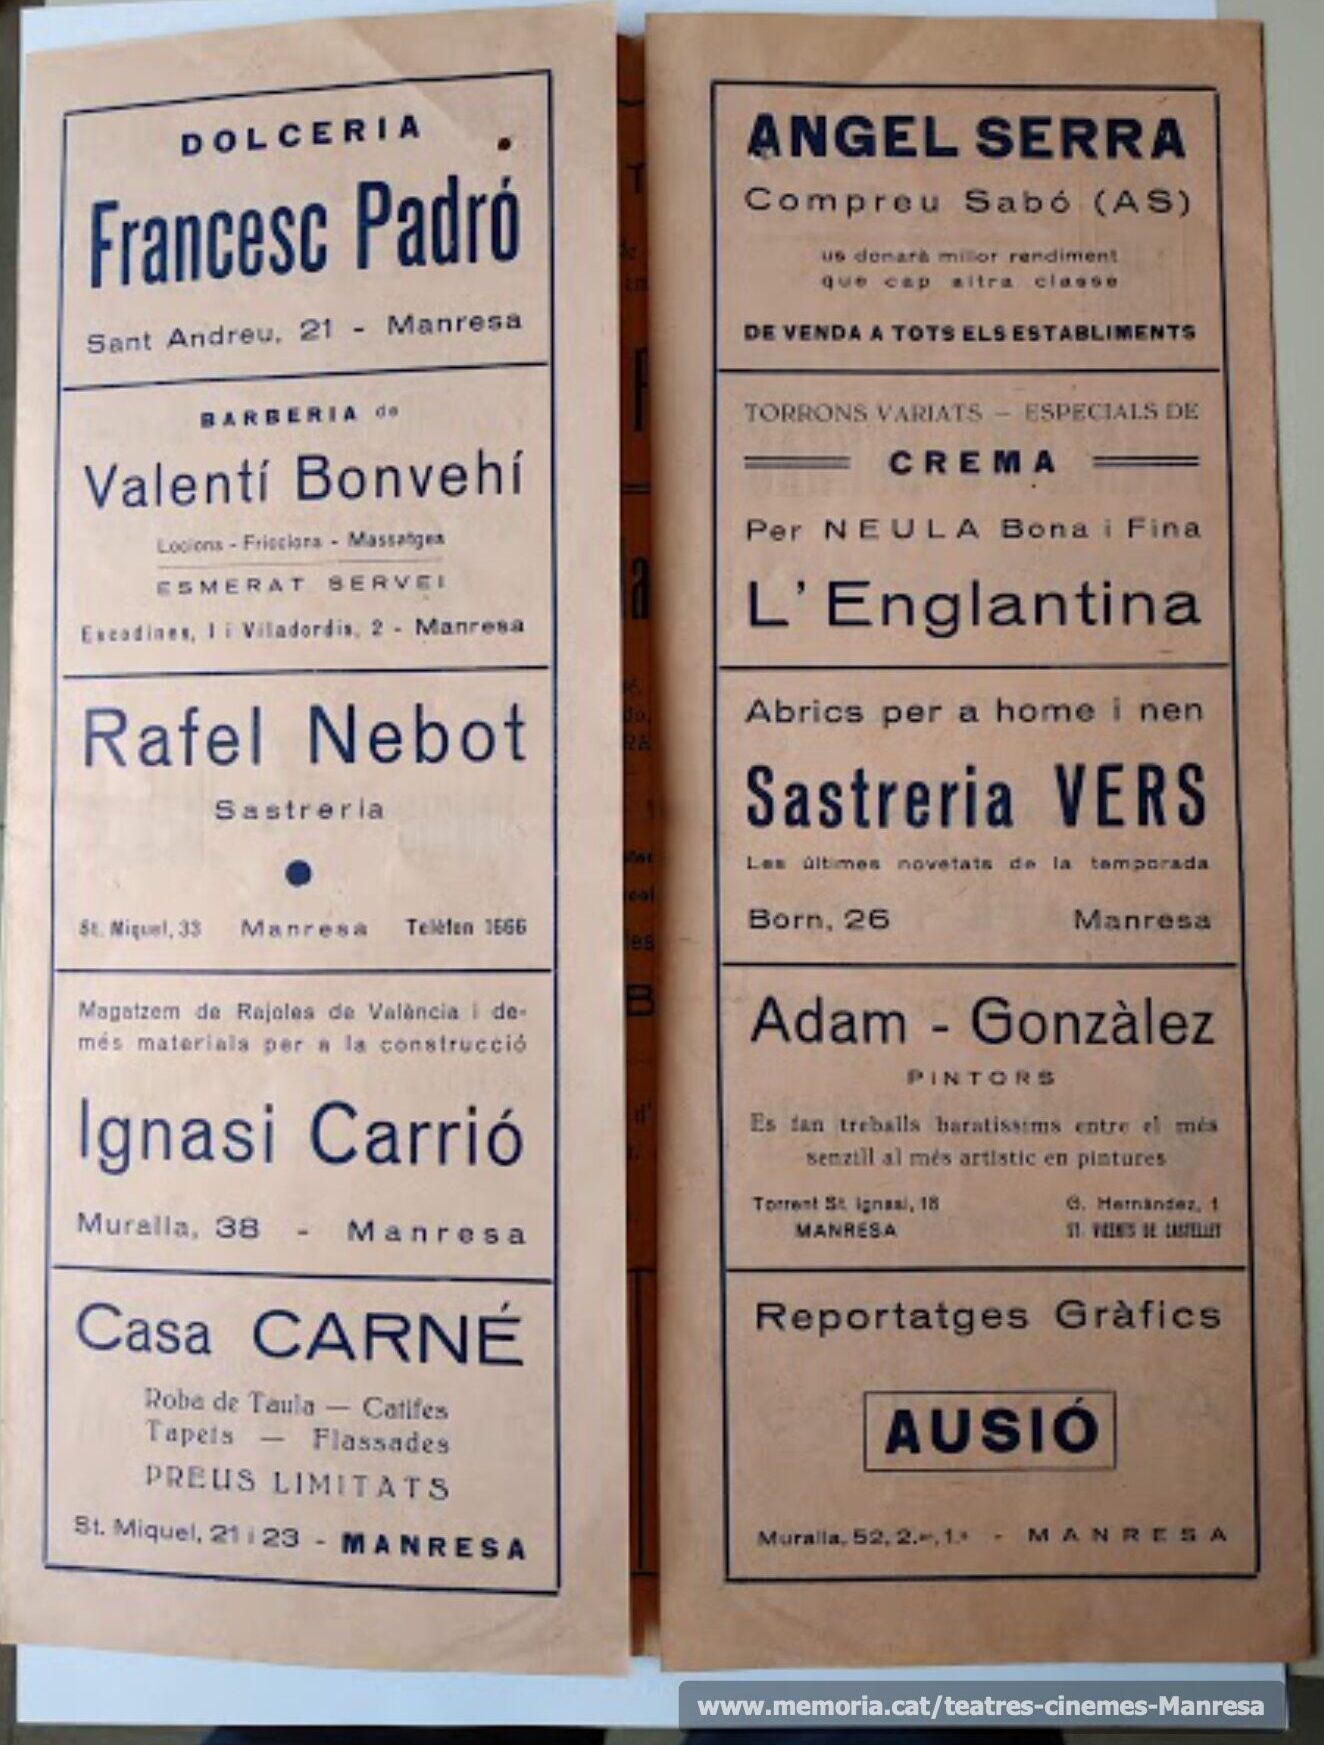 DOLCERIA
Francesc Padró
Sant Andreu, 21 - Manresa
BARBERIA de
Valentí Bonvehí
Locions - Friccions - Massatges
ESMERAT SERVEI
Escodines, 1 i Viladordis, 2 - Manresa
Rafel Nebot
Sastreria
St. Miquel, 33 Manresa Telèfon 1666
Magatzem de Rajoles de València i de-
més materials per a la construcció
Ignasi Carrió
Muralla, 38 - Manresa
Casa CARNÉ
Roba de Taula — Catifes
Tapets — Flassades
PREUS LIMITATS
St. Miquel, 21 i 23 - MANRESA
ANGEL SERRA
Compreu Sabó (AS)
us donarà millor rendiment
que cap altra classe
DE VENDA A TOTS ELS ESTABLIMENTS
TORRONS VARIATS — ESPECIALS DE
CREMA
Per NEULA Bona i Fina
L'Englantina
Abrics per a home i nen
Sastreria VERS
Les últimes novetats de la temporada
Born, 26 Manresa
Adam - Gonzàlez
PINTORS
Es fan treballs baratíssims entre el més
senzill al més artístic en pintures
Torrent St. Ignasi, 18 G. Hernàndez, 1
MANRESA ST. VICENTS DE CASTELLET
Reportatges Gràfics
AUSIÓ
Muralla, 52, 2.ᵒⁿ, 1.ª - MANRESA
www.memoria.cat/teatres-cinemes-Manresa